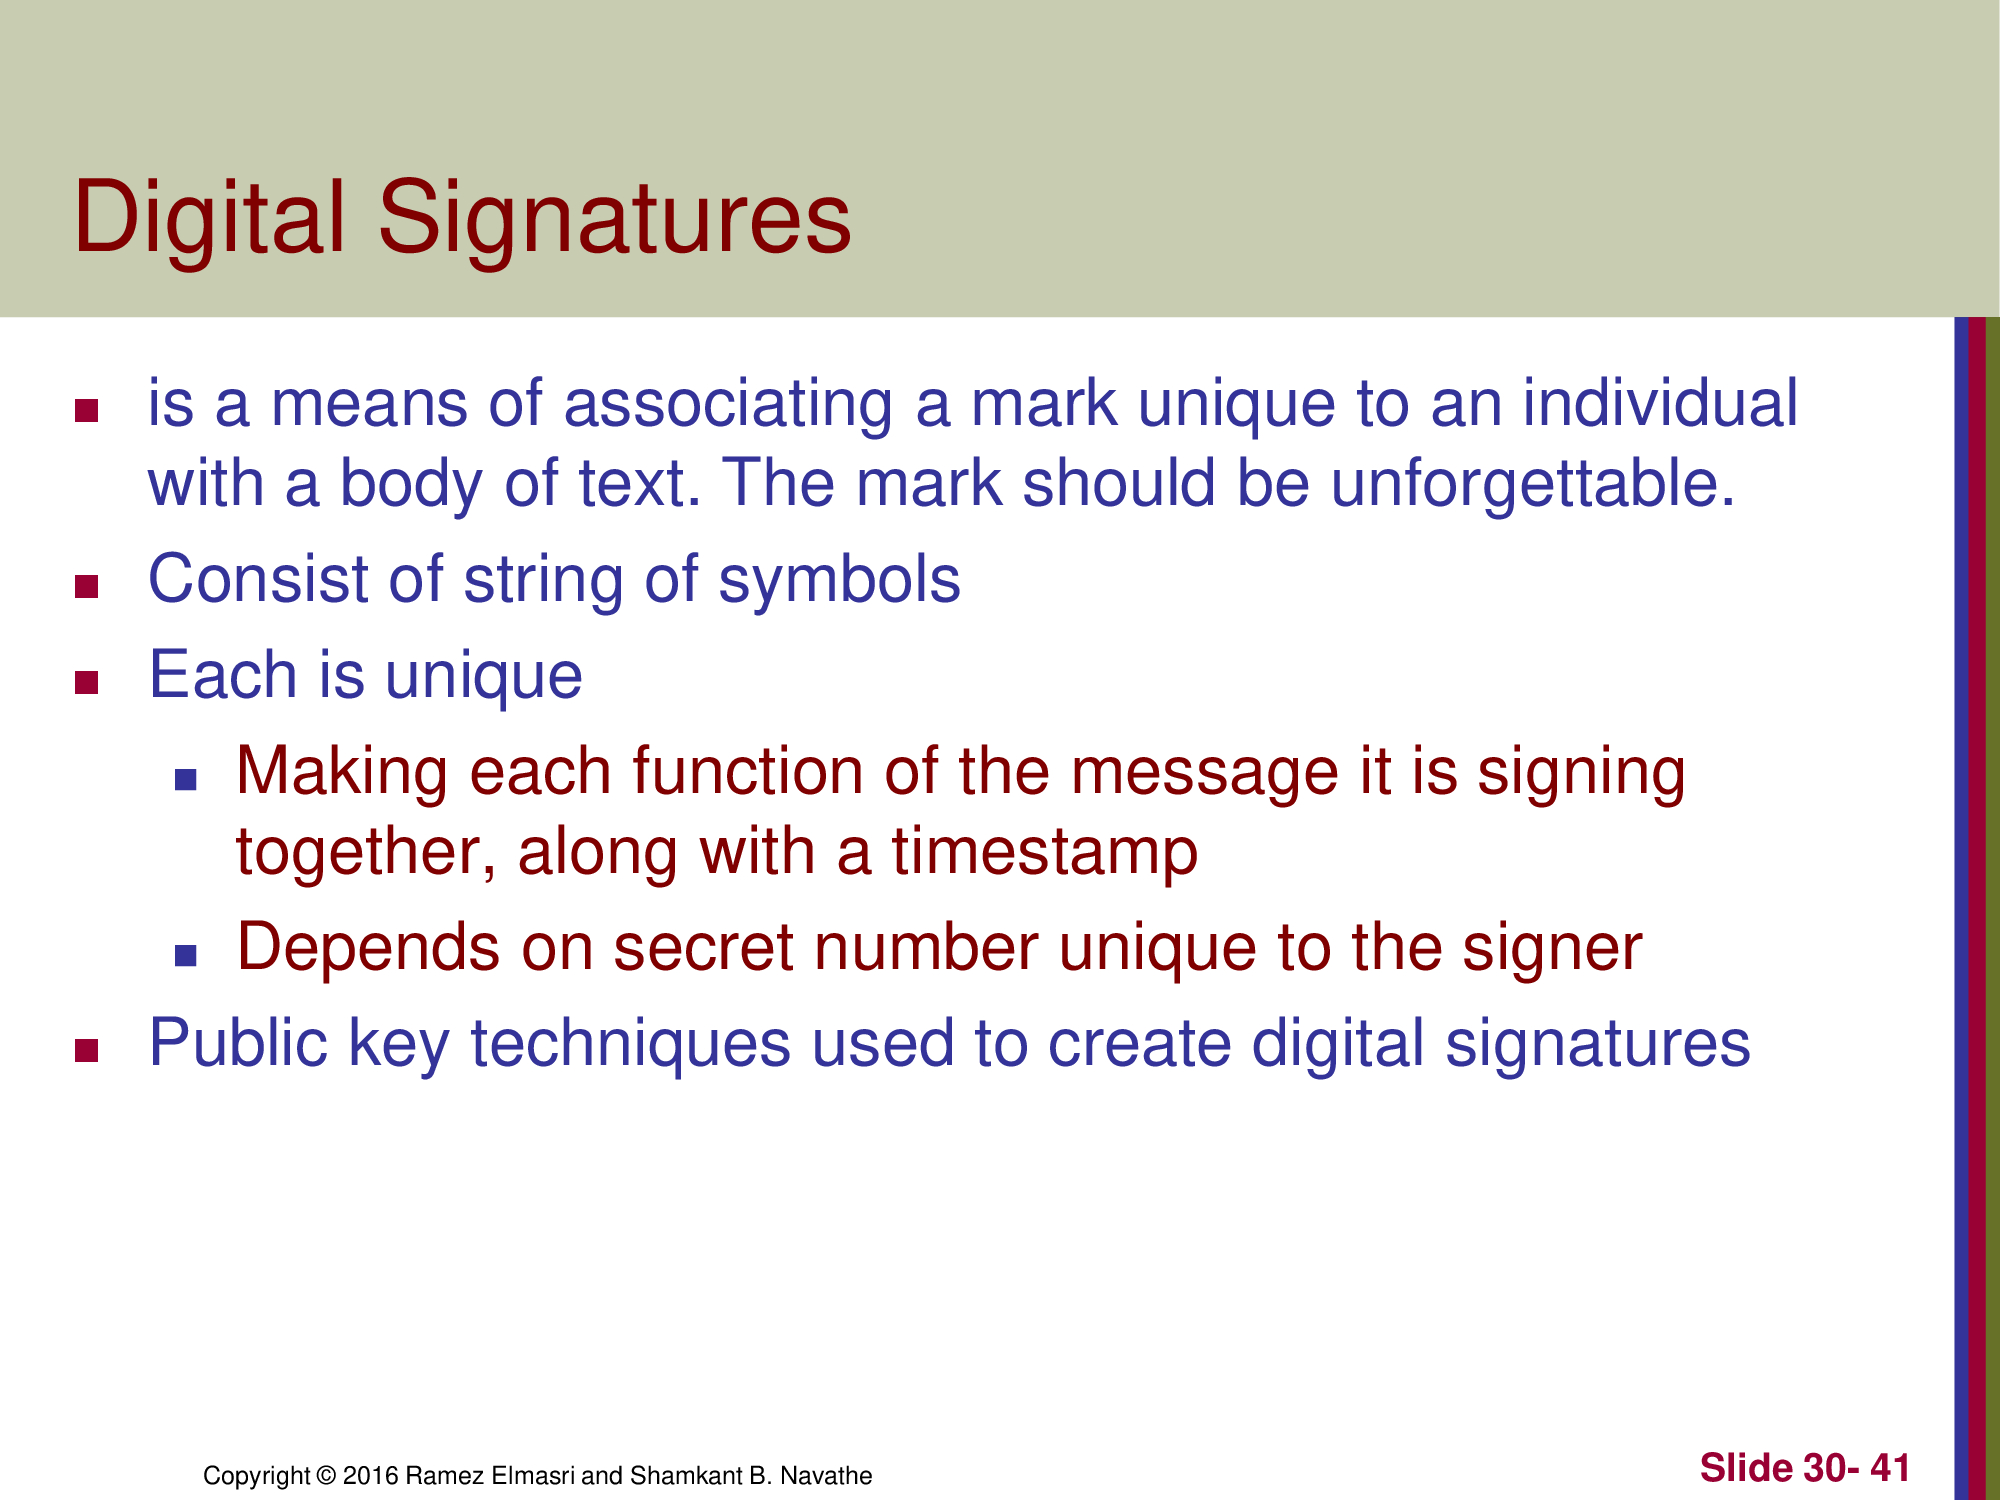 Digital Signatures
is a means of associating a mark unique to an individual
with a body of text. The mark should be unforgettable.
Consist of string of symbols
Each is unique
Making each function of the message it is signing
together, along with a timestamp
Depends on secret number unique to the signer
Public key techniques used to create digital signatures
Copyright © 2016 Ramez Elmasri and Shamkant B. Navathe
Slide 30- 41